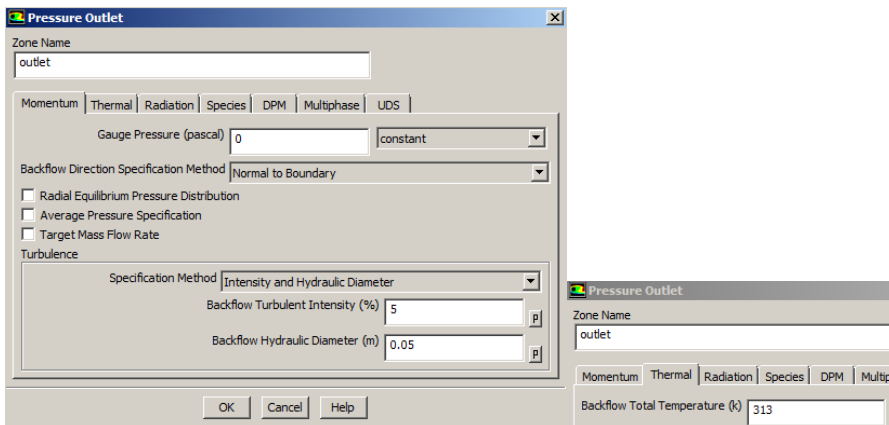 Pressure Outlet
Zone Name
outlet
Momentum Thermal Radiation Species DPM Multiphase UDS
Gauge Pressure (pascal) 0 constant
Backflow Direction Specification Method Normal to Boundary
Radial Equilibrium Pressure Distribution
Average Pressure Specification
Target Mass Flow Rate
Turbulence
Specification Method Intensity and Hydraulic Diameter
Backflow Turbulent Intensity (%) 5 P
Backflow Hydraulic Diameter (m) 0.05 P
OK Cancel Help
Pressure Outlet
Zone Name
outlet
Momentum Thermal Radiation Species DPM Multip
Backflow Total Temperature (k) 313